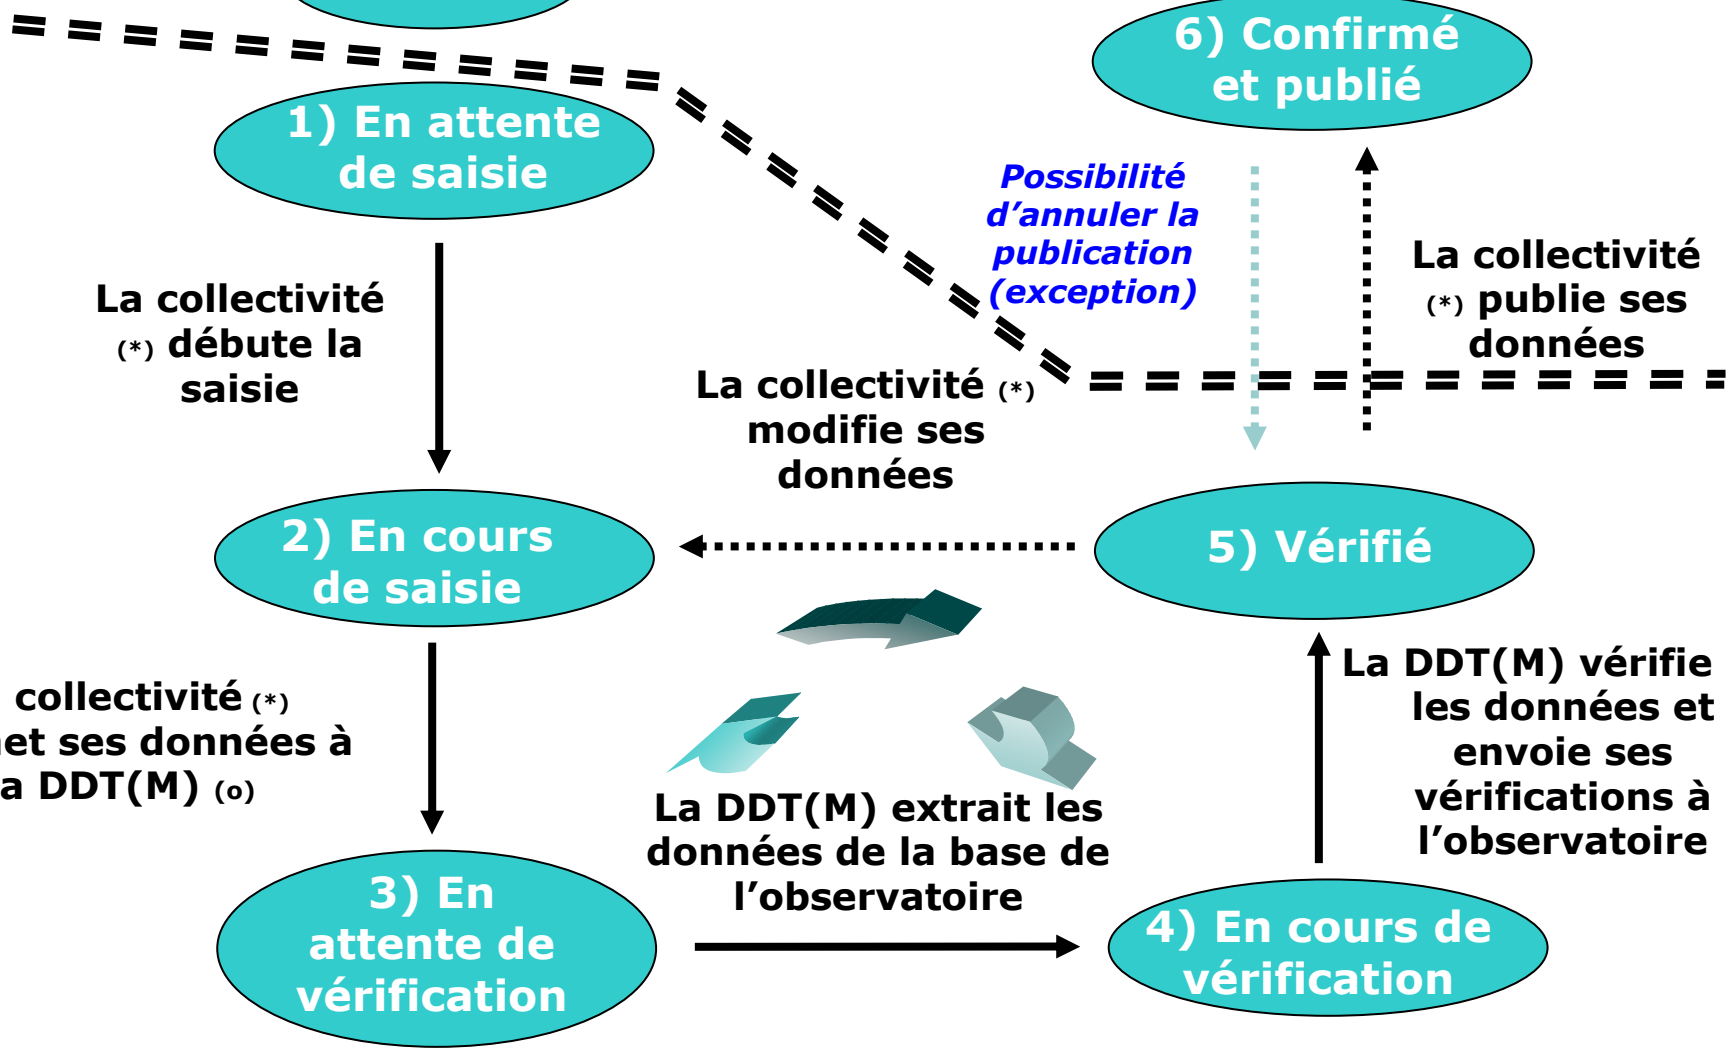 6) Confirmé
et publié
1) En attente
de saisie
Possibilité
d’annuler la
publication
(exception)
La collectivité
(*) publie ses
données
La collectivité
(*) débute la
saisie
La collectivité (*)
modifie ses
données
2) En cours
de saisie
5) Vérifié
collectivité (*)
et ses données à
a DDT(M) (o)
La DDT(M) vérifie
les données et
envoie ses
vérifications à
l’observatoire
La DDT(M) extrait les
données de la base de
l’observatoire
3) En
attente de
vérification
4) En cours de
vérification